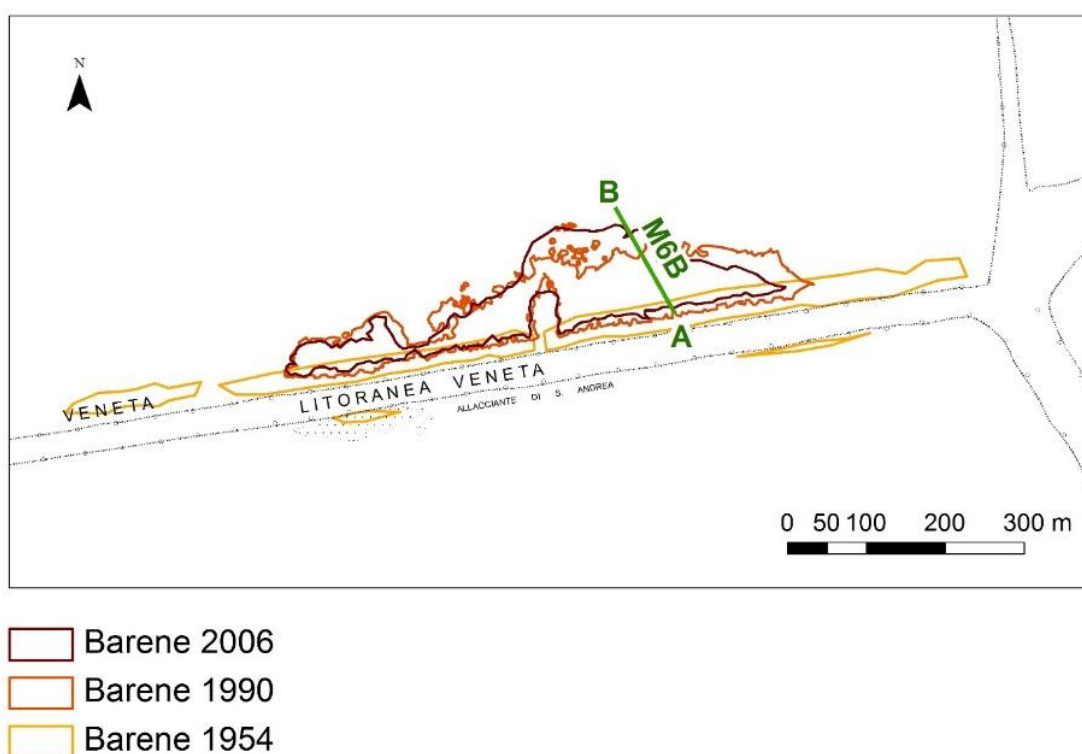 N
B
M6B
A
VENETA
LITORANEA VENETA
ALLACCIANTE DI S. ANDREA
0 50 100 200 300 m
Barene 2006
Barene 1990
Barene 1954